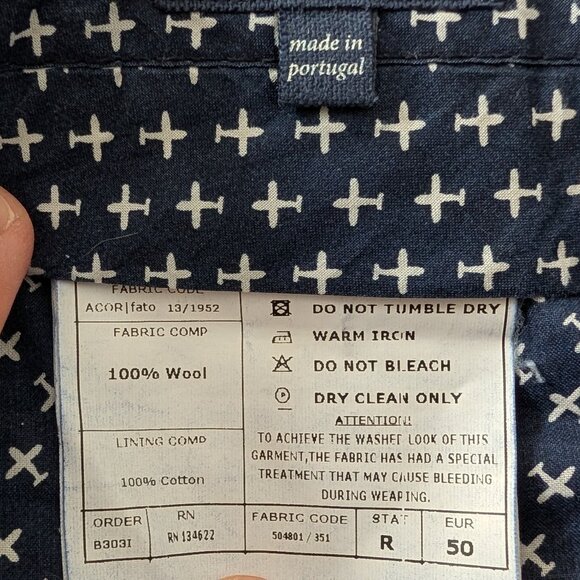 made in
portugal
FABRIC CODE
ACOR|fato 13/1952
FABRIC COMP
100% Wool
LINING COMP
100% Cotton
DO NOT TUMBLE DRY
WARM IRON
DO NOT BLEACH
DRY CLEAN ONLY
ATTENTION!
TO ACHIEVE THE WASHED LOOK OF THIS
GARMENT,THE FABRIC HAS HAD A SPECIAL
TREATMENT THAT MAY CAUSE BLEEDING
DURING WEARING.
ORDER
B303I
RN
RN 134622
FABRIC CODE
504801 / 351
STAT
R
EUR
50